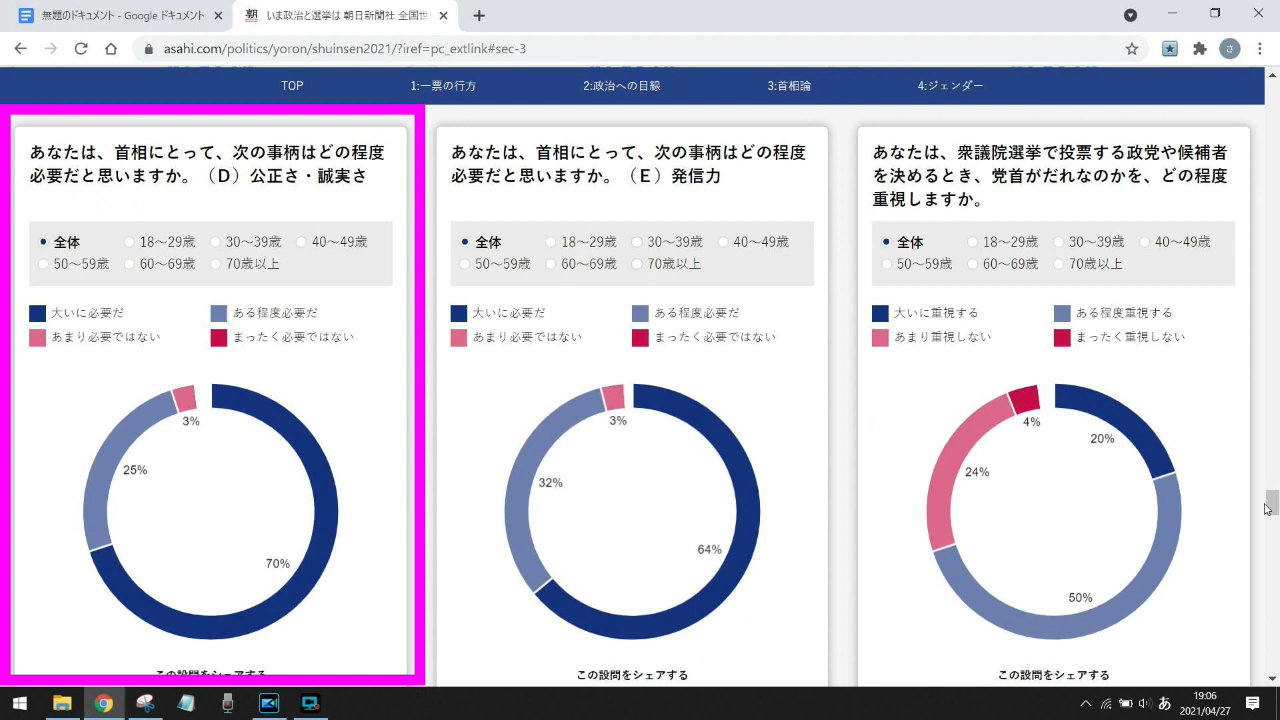 無題のドキュメント - Google ドキュメント
いま政治と選挙は 朝日新聞社 全国世
asahi.com/politics/yoron/shuinsen2021/?iref=pc_extlink#sec-3
さ
TOP
1:一票の行方
2:政治への目線
3:首相論
4:ジェンダー
あなたは、首相にとって、次の事柄はどの程度
必要だと思いますか。（D）公正さ・誠実さ
全体 18～29歳 30～39歳 40～49歳
50～59歳 60～69歳 70歳以上
大いに必要だ ある程度必要だ
あまり必要ではない まったく必要ではない
3%
25%
70%
この設問をシェアする
あなたは、首相にとって、次の事柄はどの程度
必要だと思いますか。（E）発信力
全体 18～29歳 30～39歳 40～49歳
50～59歳 60～69歳 70歳以上
大いに必要だ ある程度必要だ
あまり必要ではない まったく必要ではない
3%
32%
64%
この設問をシェアする
あなたは、衆議院選挙で投票する政党や候補者
を決めるとき、党首がだれなのかを、どの程度
重視しますか。
全体 18～29歳 30～39歳 40～49歳
50～59歳 60～69歳 70歳以上
大いに重視する ある程度重視する
あまり重視しない まったく重視しない
4%
20%
24%
50%
この設問をシェアする
あ
19:06
2021/04/27